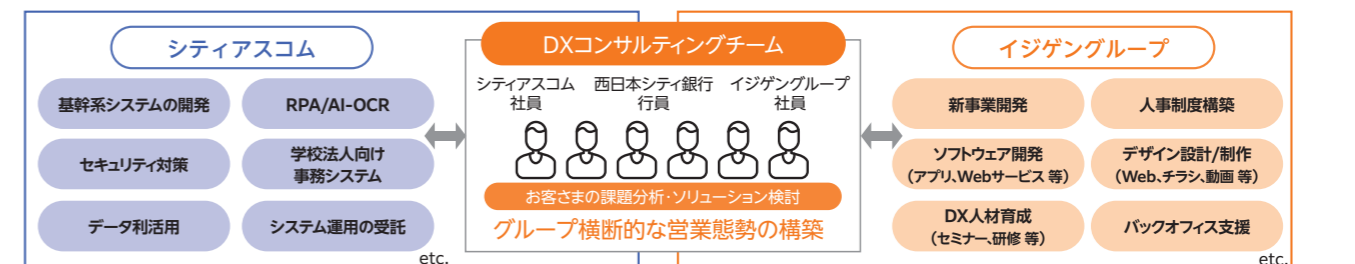 シティアスコム
基幹系システムの開発
RPA/AI-OCR
セキュリティ対策
学校法人向け
事務システム
データ利活用
システム運用の受託
etc.
DXコンサルティングチーム
シティアスコム
社員
西日本シティ銀行
行員
イジゲングループ
社員
お客さまの課題分析・ソリューション検討
グループ横断的な営業態勢の構築
イジゲングループ
新事業開発
人事制度構築
ソフトウェア開発
（アプリ、Webサービス 等）
デザイン設計/制作
（Web、チラシ、動画 等）
DX人材育成
（セミナー、研修 等）
バックオフィス支援
etc.